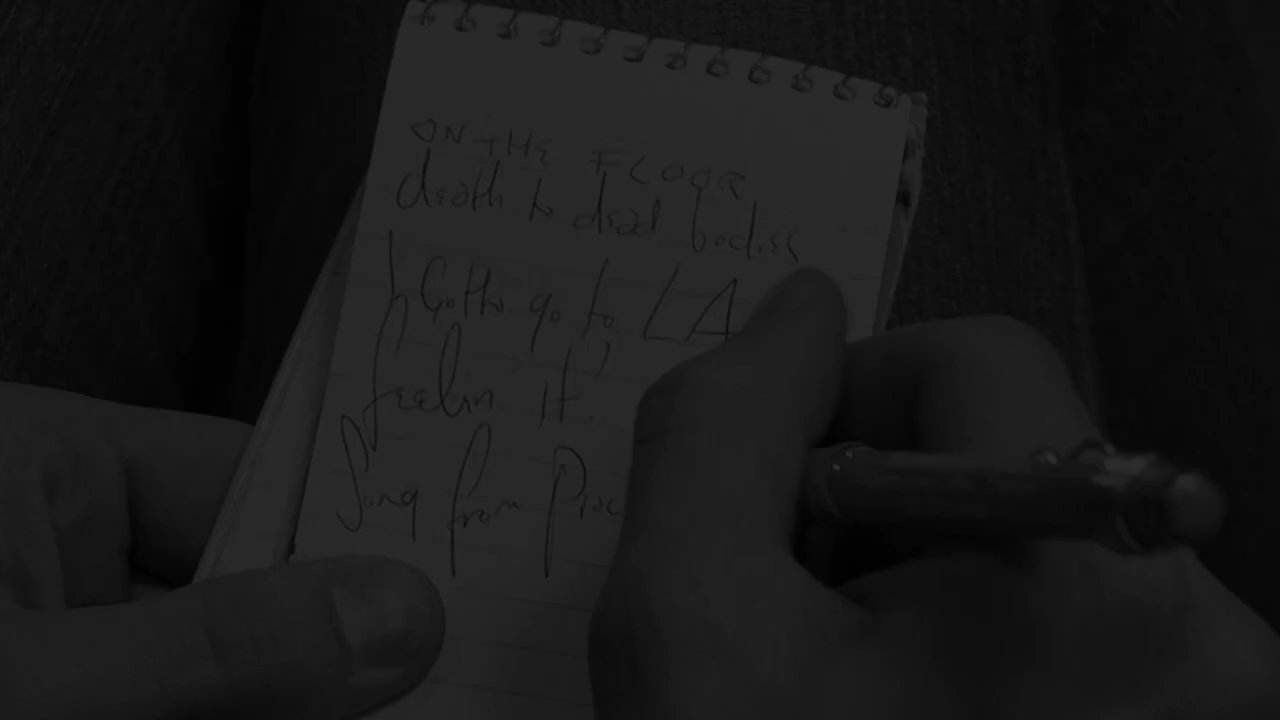 ON THE FLOOR
death to dead bodies
Gotta go to LA
feelin it!
Song from